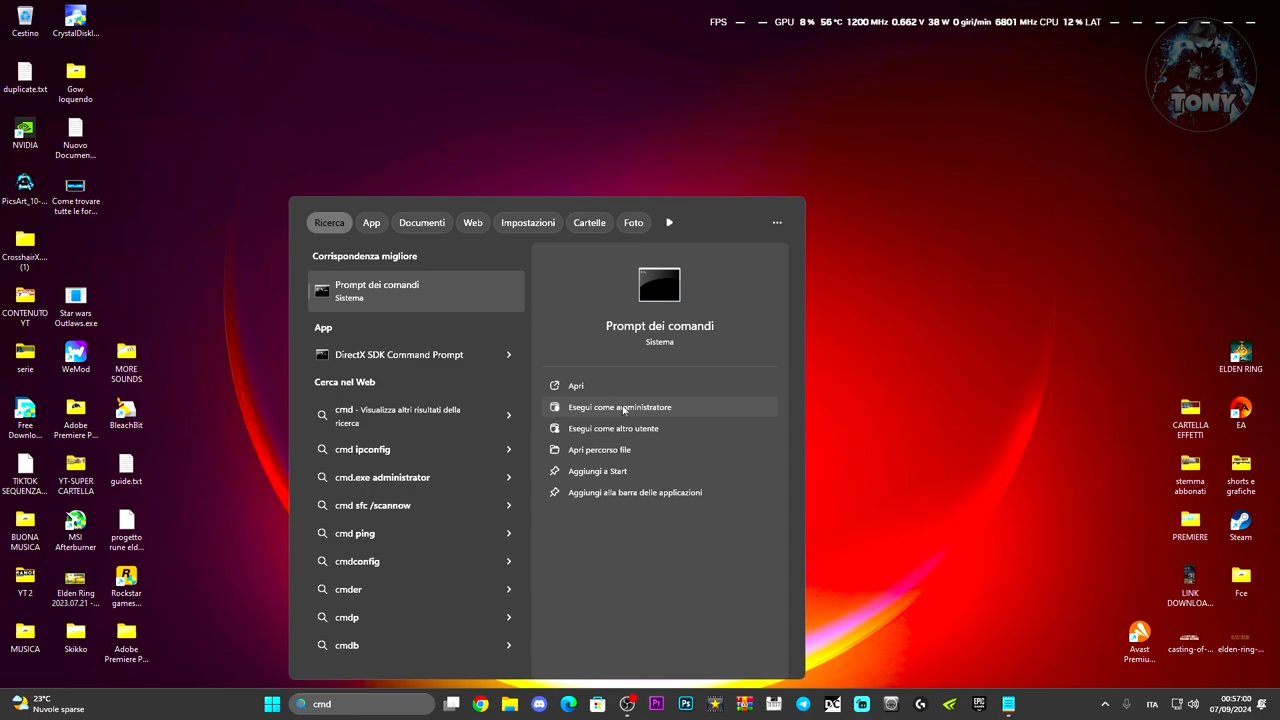 FPS — — GPU 8 % 56 °C 1200 MHz 0.662 V 38 W 0 giri/min 6801 MHz CPU 12 % LAT — — — — — —
TONY
Cestino
CrystalDiskI...
duplicate.txt
Gow
loquendo
NVIDIA
Nuovo
Documen...
PicsArt_10-...
Come trovare
tutte le for...
CrosshairX....
(1)
CONTENUTO
YT
Star wars
Outlaws.exe
serie
WeMod
MORE
SOUNDS
Free
Downlo...
Adobe
Premiere P...
BleachBit
TIKTOK
SEQUENZA...
YT-SUPER
CARTELLA
guide.txt
BUONA
MUSICA
MSI
Afterburner
progetto
rune eld...
YT 2
Elden Ring
2023.07.21 -...
Rockstar
games...
MUSICA
Skikko
Adobe
Premiere P...
Ricerca
App
Documenti
Web
Impostazioni
Cartelle
Foto
...
Corrispondenza migliore
Prompt dei comandi
Sistema
App
DirectX SDK Command Prompt
Cerca nel Web
cmd - Visualizza altri risultati della
ricerca
cmd ipconfig
cmd.exe administrator
cmd sfc /scannow
cmd ping
cmdconfig
cmder
cmdp
cmdb
Prompt dei comandi
Sistema
Apri
Esegui come amministratore
Esegui come altro utente
Apri percorso file
Aggiungi a Start
Aggiungi alla barra delle applicazioni
ELDEN RING
CARTELLA
EFFETTI
EA
stemma
abbonati
shorts e
grafiche
PREMIERE
Steam
LINK
DOWNLOA...
Fce
Avast
Premiu...
casting-of-...
elden-ring-...
23°C
Nuvole sparse
cmd
ITA
00:57:00
07/09/2024